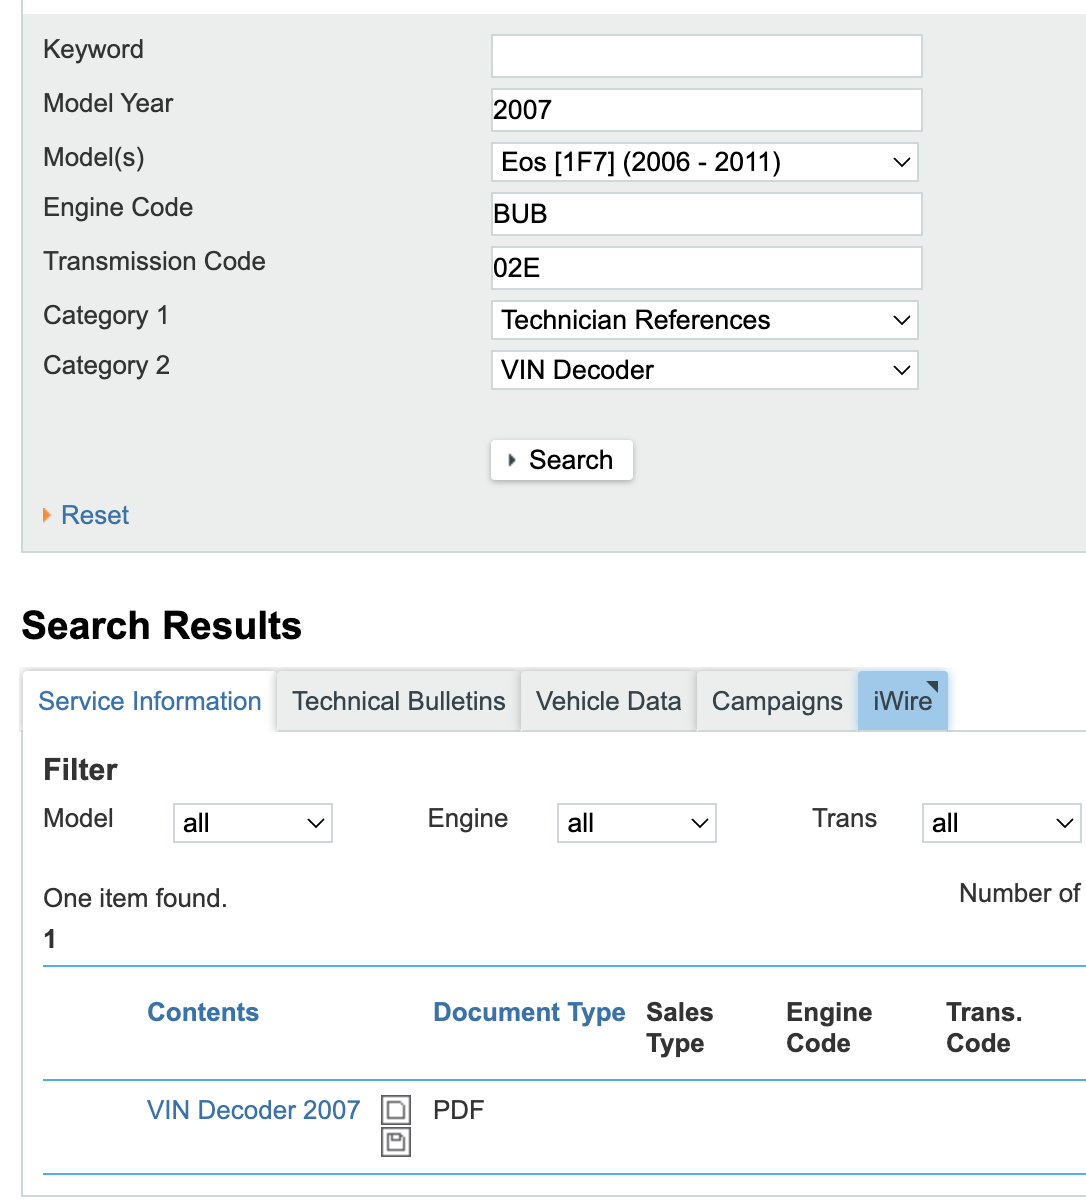 Keyword
Model Year 2007
Model(s) Eos [1F7] (2006 - 2011)
Engine Code BUB
Transmission Code 02E
Category 1 Technician References
Category 2 VIN Decoder
Search
Reset
Search Results
Service Information Technical Bulletins Vehicle Data Campaigns iWire
Filter
Model all Engine all Trans all
One item found. Number of
1
Contents Document Type Sales Engine Trans.
Type Code Code
VIN Decoder 2007 PDF